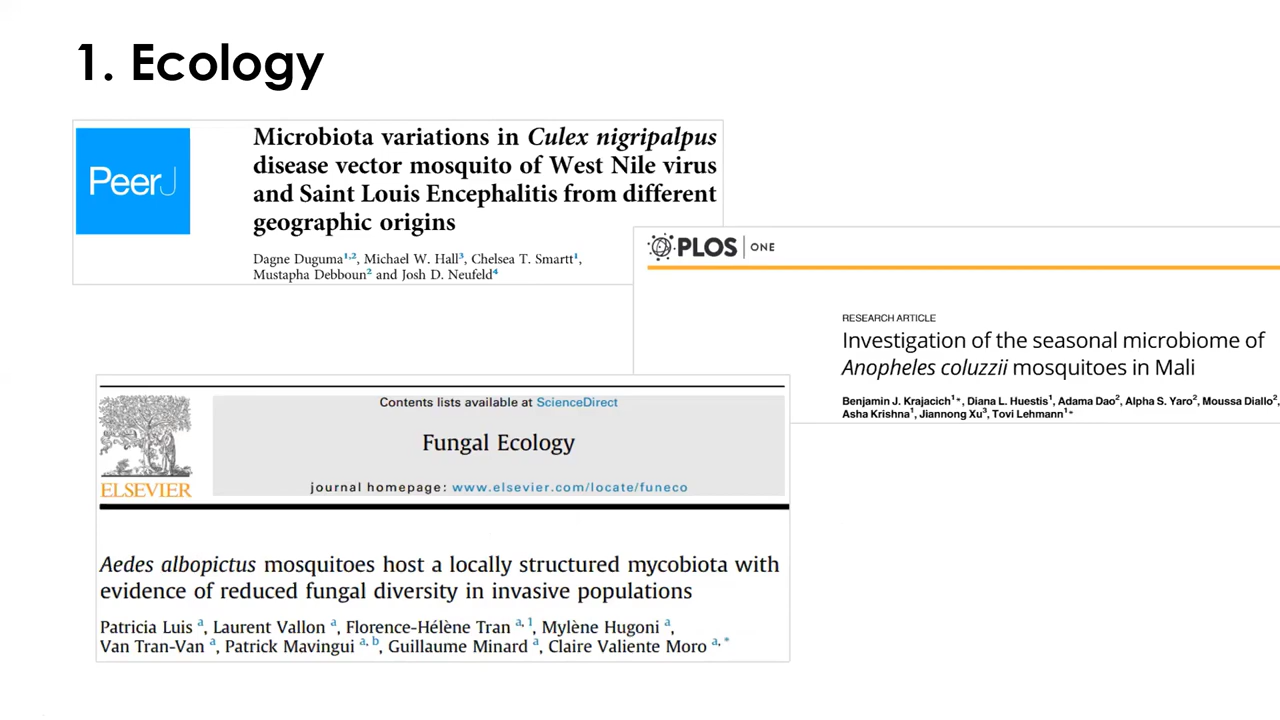 1. Ecology
PeerJ
Microbiota variations in Culex nigripalpus
disease vector mosquito of West Nile virus
and Saint Louis Encephalitis from different
geographic origins
Dagne Duguma1,2, Michael W. Hall3, Chelsea T. Smartt1,
Mustapha Debboun2 and Josh D. Neufeld4
PLOS ONE
RESEARCH ARTICLE
Investigation of the seasonal microbiome of
Anopheles coluzzii mosquitoes in Mali
Benjamin J. Krajacich1*, Diana L. Huestis1, Adama Dao2, Alpha S. Yaro2, Moussa Diallo2,
Asha Krishna1, Jiannong Xu3, Tovi Lehmann1*
Contents lists available at ScienceDirect
Fungal Ecology
journal homepage: www.elsevier.com/locate/funeco
ELSEVIER
Aedes albopictus mosquitoes host a locally structured mycobiota with
evidence of reduced fungal diversity in invasive populations
Patricia Luis a, Laurent Vallon a, Florence-Hélène Tran a, 1, Mylène Hugoni a,
Van Tran-Van a, Patrick Mavingui a, b, Guillaume Minard a, Claire Valiente Moro a, *